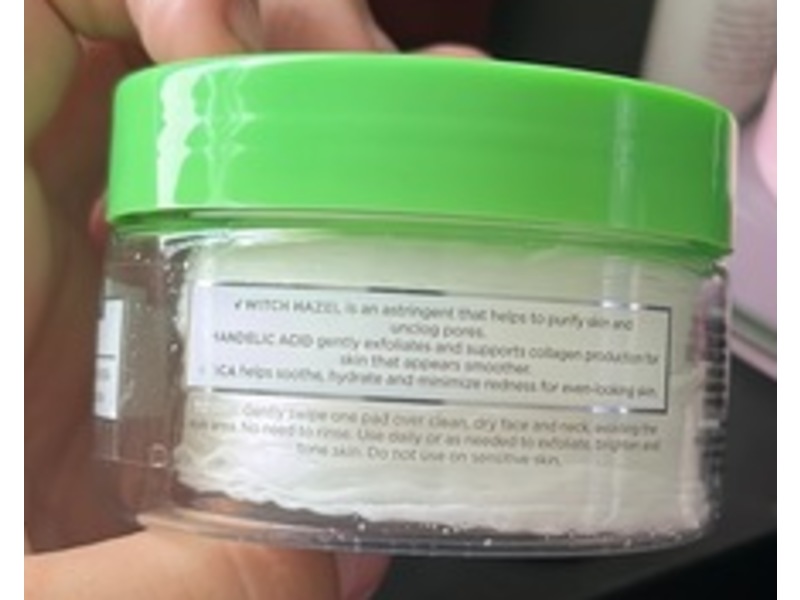 ✓ WITCH HAZEL is an astringent that helps to purify skin and
unclog pores.
MANDELIC ACID gently exfoliates and supports collagen production for
skin that appears smoother.
ICA helps soothe, hydrate and minimize redness for even-looking skin.
Gently swipe one pad over clean, dry face and neck, avoiding the
eye area. No need to rinse. Use daily or as needed to exfoliate, brighten and
tone skin. Do not use on sensitive skin.